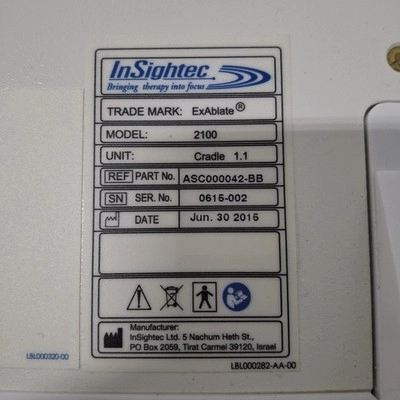 InSightec
Bringing therapy into focus
TRADE MARK: ExAblate®
MODEL: 2100
UNIT: Cradle 1.1
REF PART No. ASC000042-BB
SN SER. No. 0615-002
DATE Jun. 30 2015
Manufacturer:
InSightec Ltd. 5 Nachum Heth St.,
PO Box 2059, Tirat Carmel 39120, Israel
LBL000320-00
LBL000282-AA-00